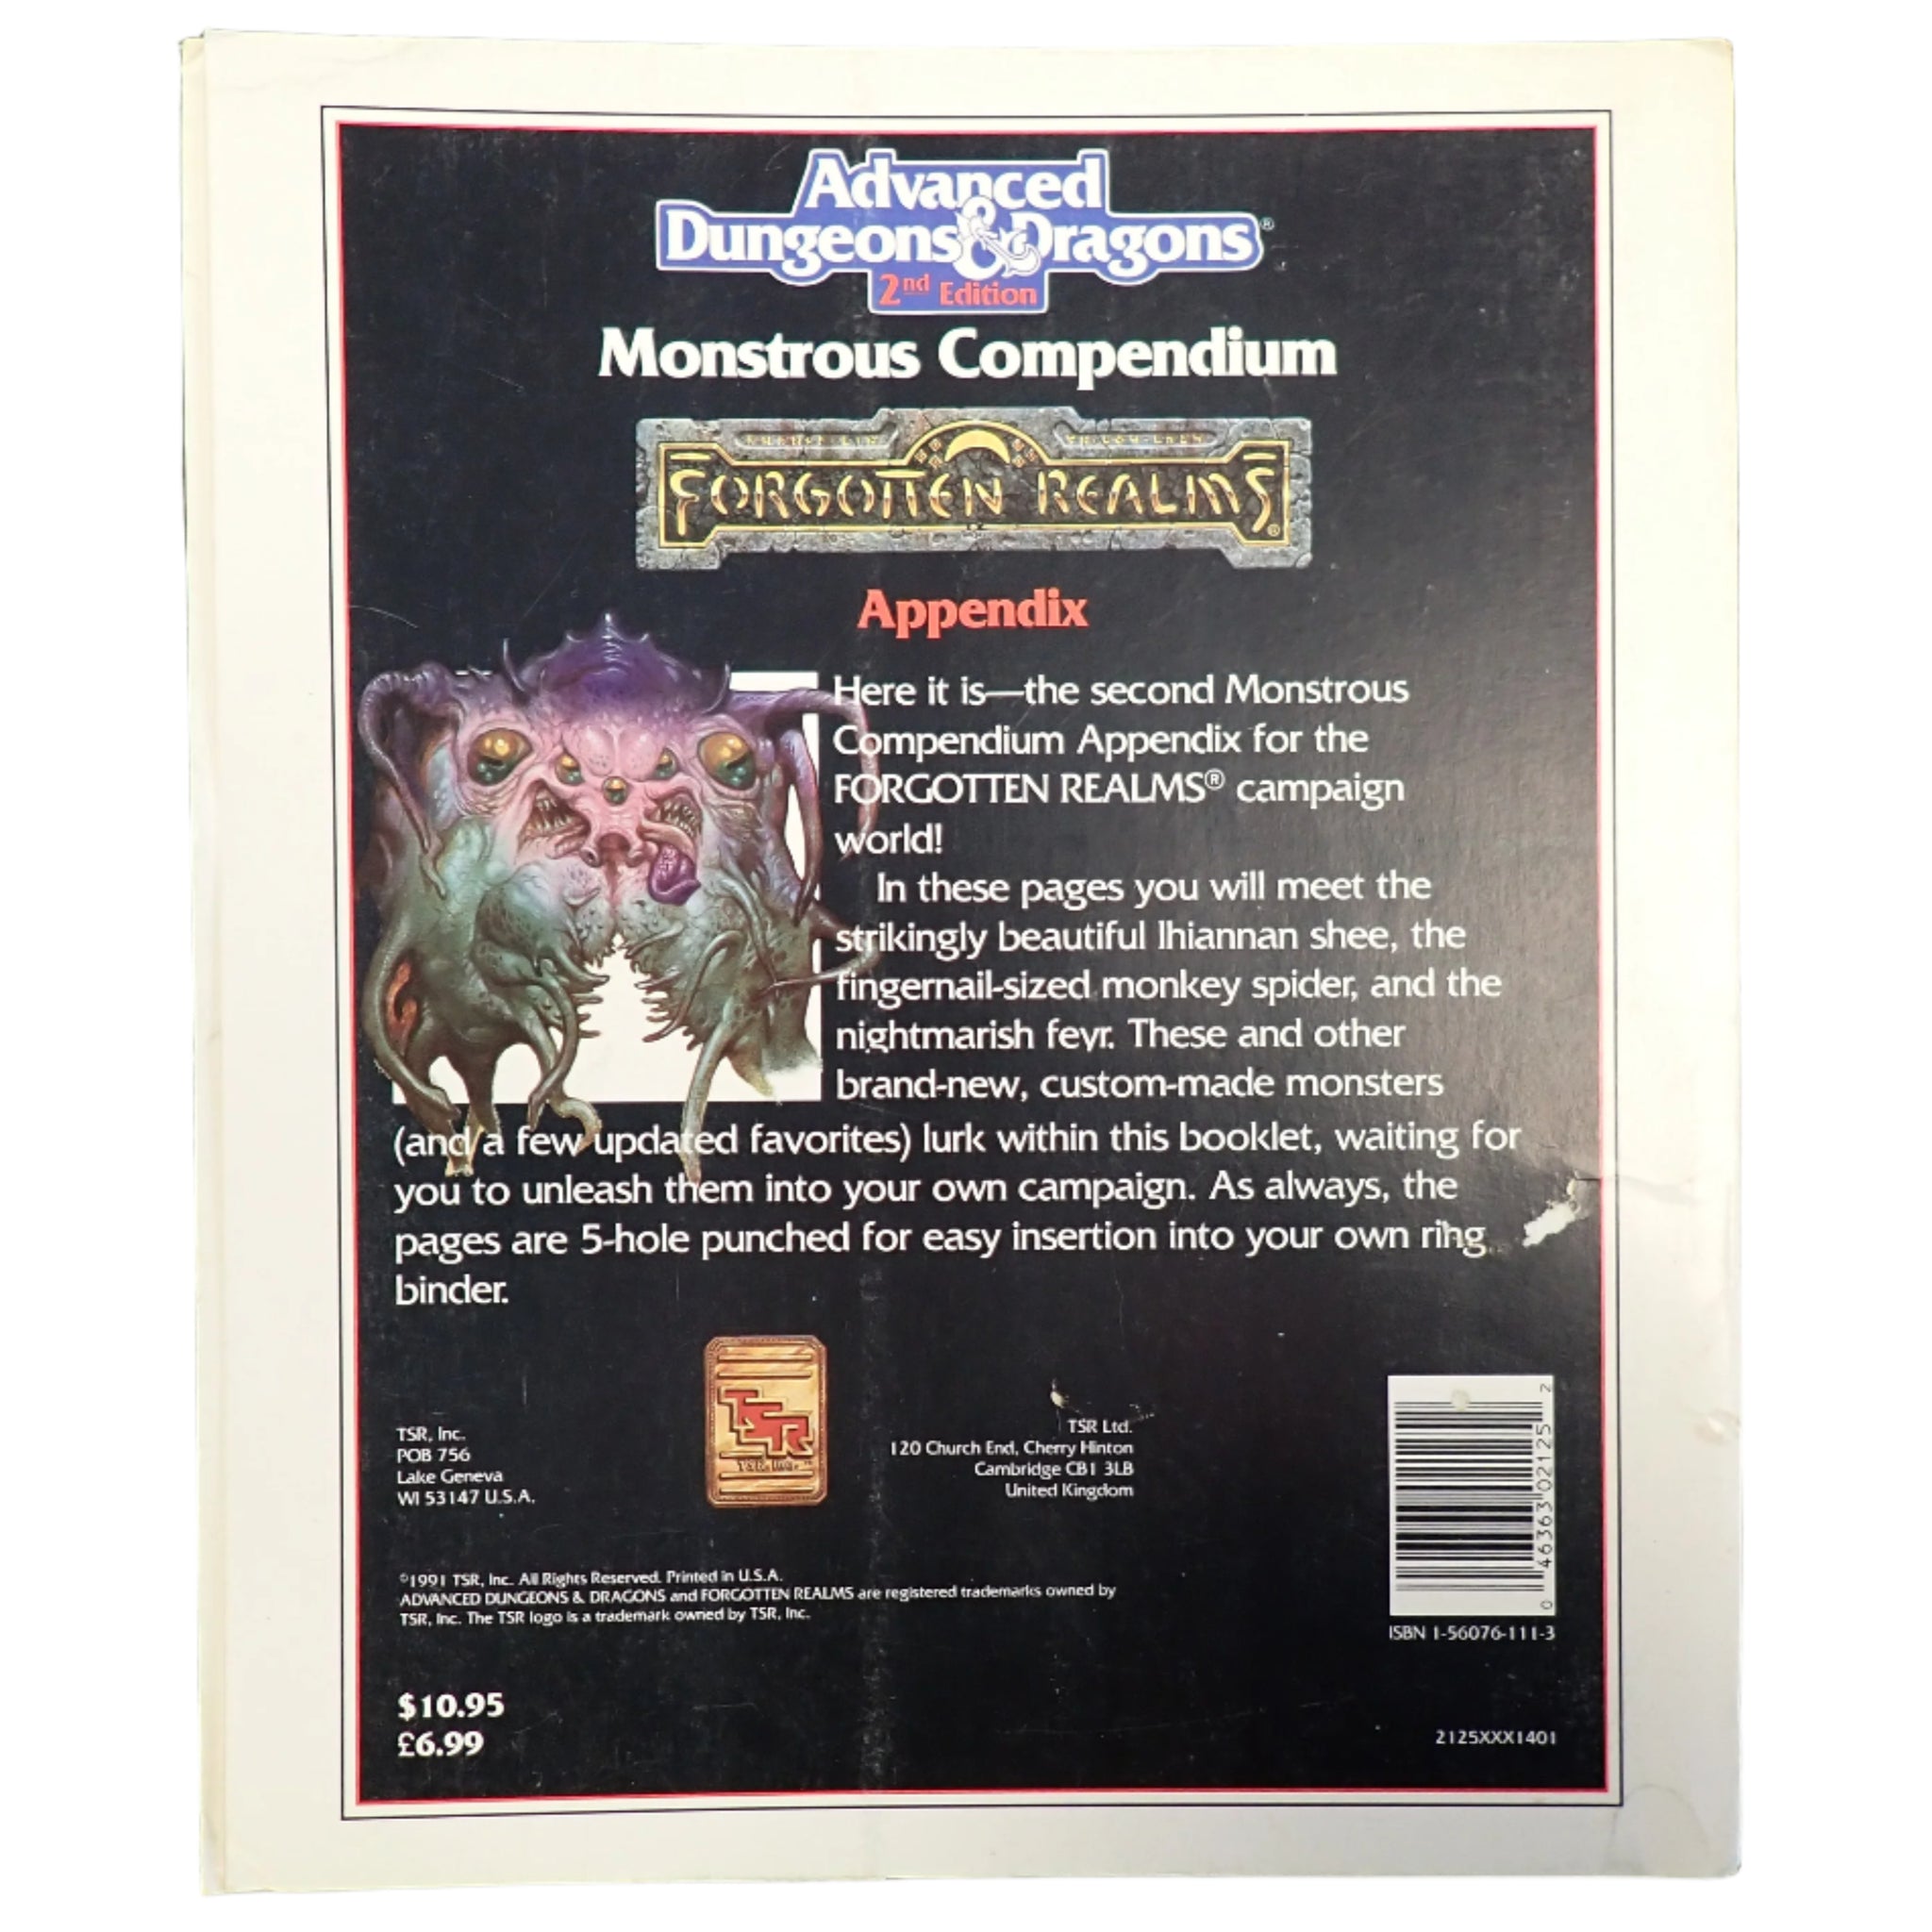 Advanced
Dungeons & Dragons®
2nd Edition
Monstrous Compendium
FORGOTTEN REALMS®
Appendix
Here it is—the second Monstrous
Compendium Appendix for the
FORGOTTEN REALMS® campaign
world!
In these pages you will meet the
strikingly beautiful lhiannan shee, the
fingernail-sized monkey spider, and the
nightmarish feyr. These and other
brand-new, custom-made monsters
(and a few updated favorites) lurk within this booklet, waiting for
you to unleash them into your own campaign. As always, the
pages are 5-hole punched for easy insertion into your own ring
binder.
TSR, Inc.
POB 756
Lake Geneva
WI 53147 U.S.A.
TSR
TSR, Inc.™
TSR Ltd.
120 Church End, Cherry Hinton
Cambridge CB1 3LB
United Kingdom
0 46363 02125 2
ISBN 1-56076-111-3
©1991 TSR, Inc. All Rights Reserved. Printed in U.S.A.
ADVANCED DUNGEONS & DRAGONS and FORGOTTEN REALMS are registered trademarks owned by
TSR, Inc. The TSR logo is a trademark owned by TSR, Inc.
$10.95
£6.99
2125XXX1401